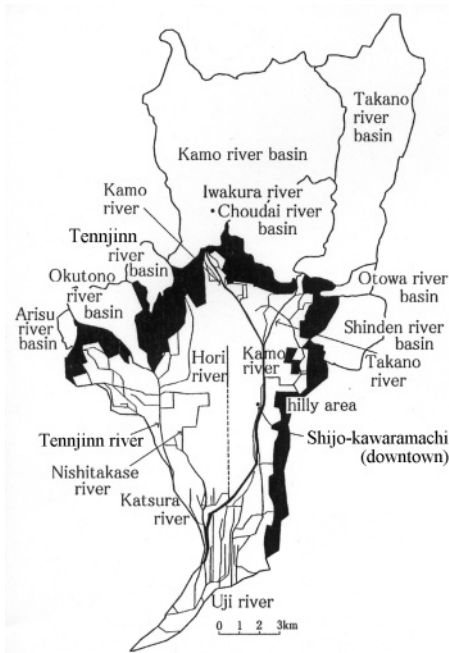 Takano
river
basin
Kamo river basin
Kamo
river
Iwakura river
Choudai river
basin
Tennjinn
river
basin
Okutono
river
basin
Arisu
river
basin
Otowa river
basin
Shinden river
basin
Takano
river
Hori
river
Kamo
river
hilly area
Tennjinn river
Shijo-kawaramachi
(downtown)
Nishitakase
river
Katsura
river
Uji river
0 1 2 3km